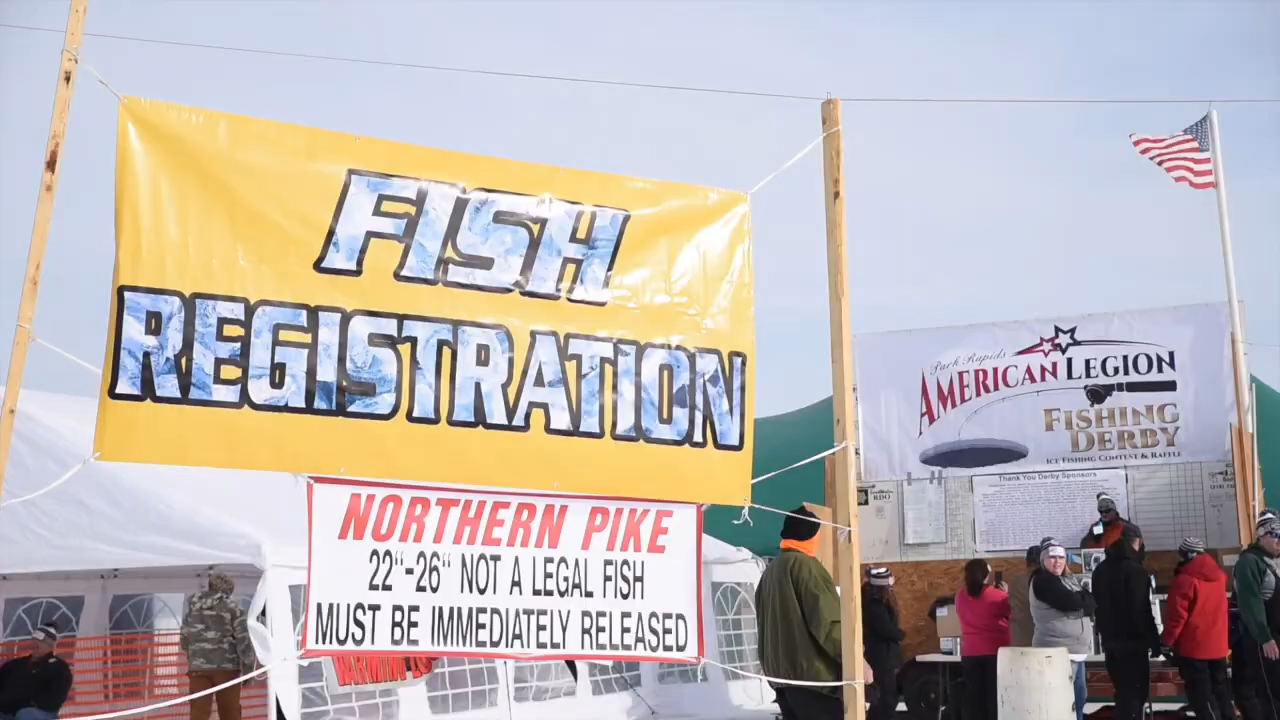 FISH
REGISTRATION
NORTHERN PIKE
22"-26" NOT A LEGAL FISH
MUST BE IMMEDIATELY RELEASED
Park Rapids
AMERICAN LEGION
FISHING
DERBY
ICE FISHING CONTEST & RAFFLE
Thank You Derby Sponsors
RDO